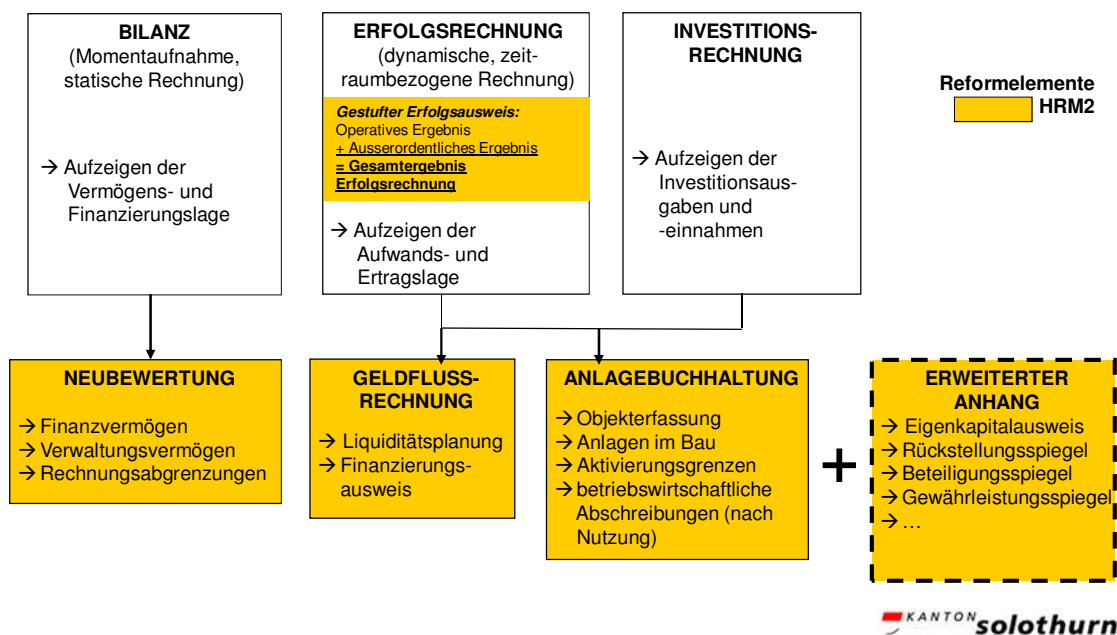 BILANZ
(Momentaufnahme,
statische Rechnung)
→ Aufzeigen der
Vermögens- und
Finanzierungslage
ERFOLGSRECHNUNG
(dynamische, zeit-
raumbezogene Rechnung)
Gestufter Erfolgsausweis:
Operatives Ergebnis
+ Ausserordentliches Ergebnis
= Gesamtergebnis
Erfolgsrechnung
→ Aufzeigen der
Aufwands- und
Ertragslage
INVESTITIONS-
RECHNUNG
→ Aufzeigen der
Investitionsaus-
gaben und
-einnahmen
Reformelemente
HRM2
NEUBEWERTUNG
→ Finanzvermögen
→ Verwaltungsvermögen
→ Rechnungsabgrenzungen
GELDFLUSS-
RECHNUNG
→ Liquiditätsplanung
→ Finanzierungs-
ausweis
ANLAGEBUCHHALTUNG
→ Objekterfassung
→ Anlagen im Bau
→ Aktivierungsgrenzen
→ betriebswirtschaftliche
Abschreibungen (nach
Nutzung)
+
ERWEITERTER
ANHANG
→ Eigenkapitalausweis
→ Rückstellungsspiegel
→ Beteiligungsspiegel
→ Gewährleistungsspiegel
→ …
KANTON solothurn